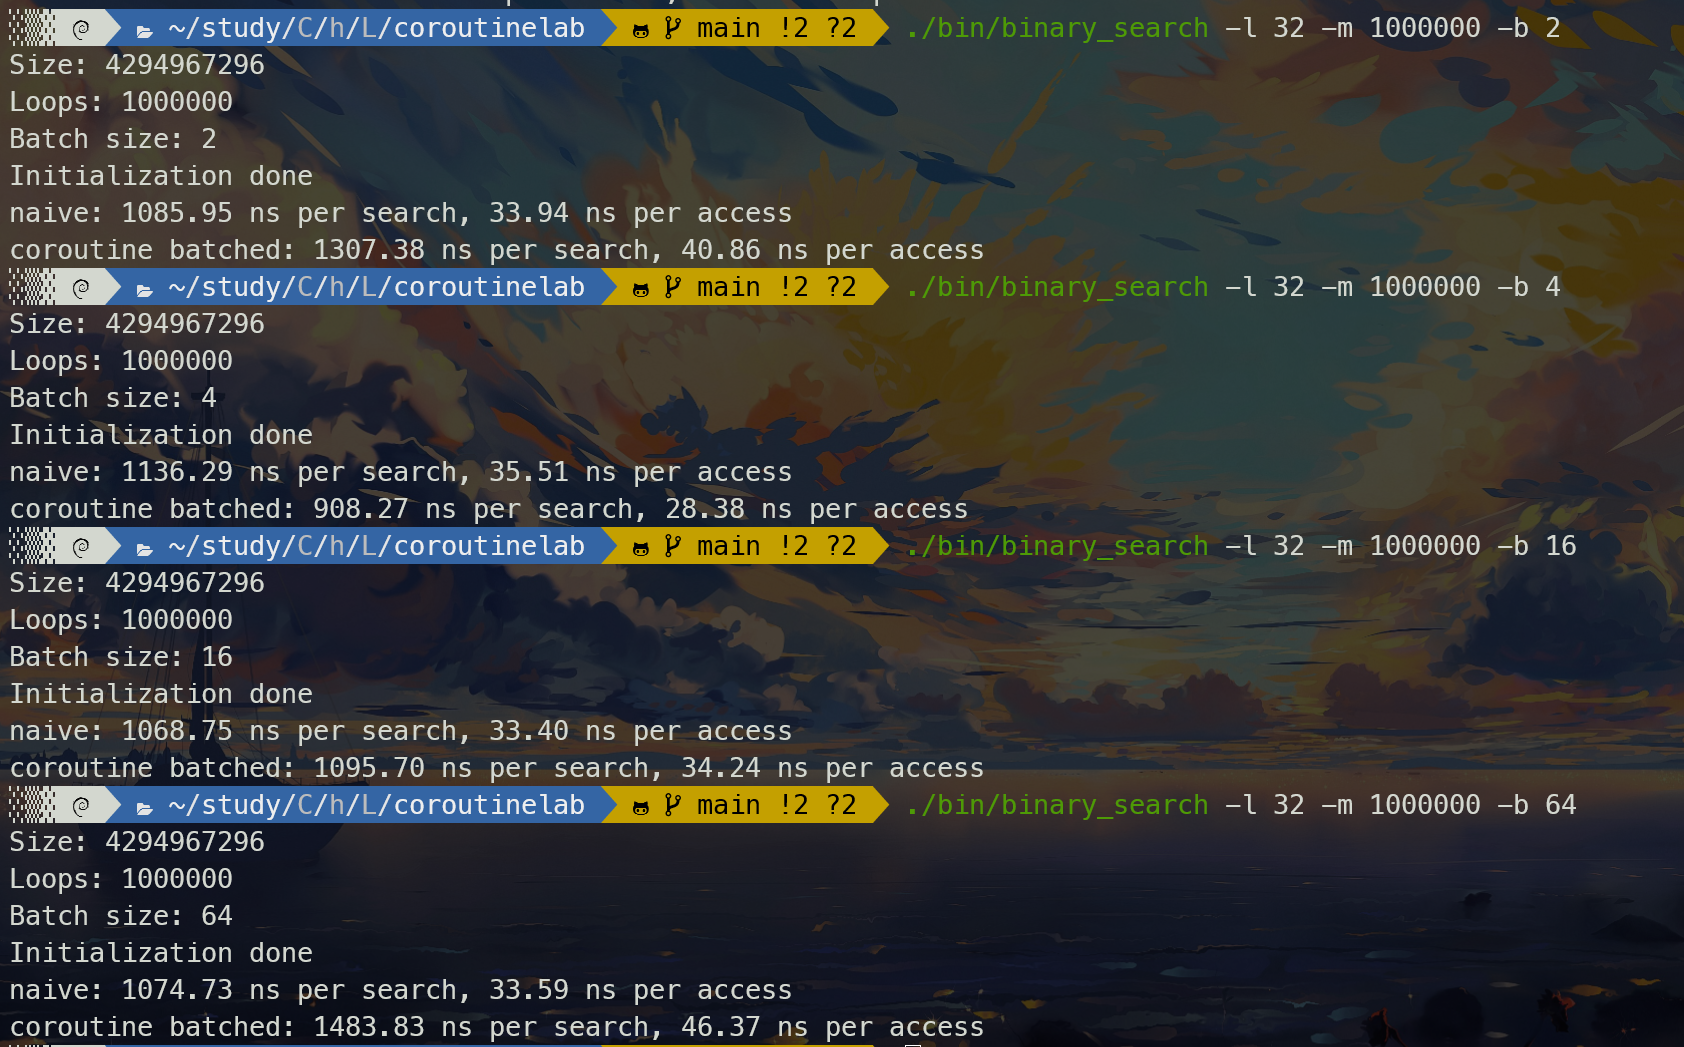 ~/study/C/h/L/coroutinelab main !2 ?2 ./bin/binary_search -l 32 -m 1000000 -b 2
Size: 4294967296
Loops: 1000000
Batch size: 2
Initialization done
naive: 1085.95 ns per search, 33.94 ns per access
coroutine batched: 1307.38 ns per search, 40.86 ns per access
~/study/C/h/L/coroutinelab main !2 ?2 ./bin/binary_search -l 32 -m 1000000 -b 4
Size: 4294967296
Loops: 1000000
Batch size: 4
Initialization done
naive: 1136.29 ns per search, 35.51 ns per access
coroutine batched: 908.27 ns per search, 28.38 ns per access
~/study/C/h/L/coroutinelab main !2 ?2 ./bin/binary_search -l 32 -m 1000000 -b 16
Size: 4294967296
Loops: 1000000
Batch size: 16
Initialization done
naive: 1068.75 ns per search, 33.40 ns per access
coroutine batched: 1095.70 ns per search, 34.24 ns per access
~/study/C/h/L/coroutinelab main !2 ?2 ./bin/binary_search -l 32 -m 1000000 -b 64
Size: 4294967296
Loops: 1000000
Batch size: 64
Initialization done
naive: 1074.73 ns per search, 33.59 ns per access
coroutine batched: 1483.83 ns per search, 46.37 ns per access